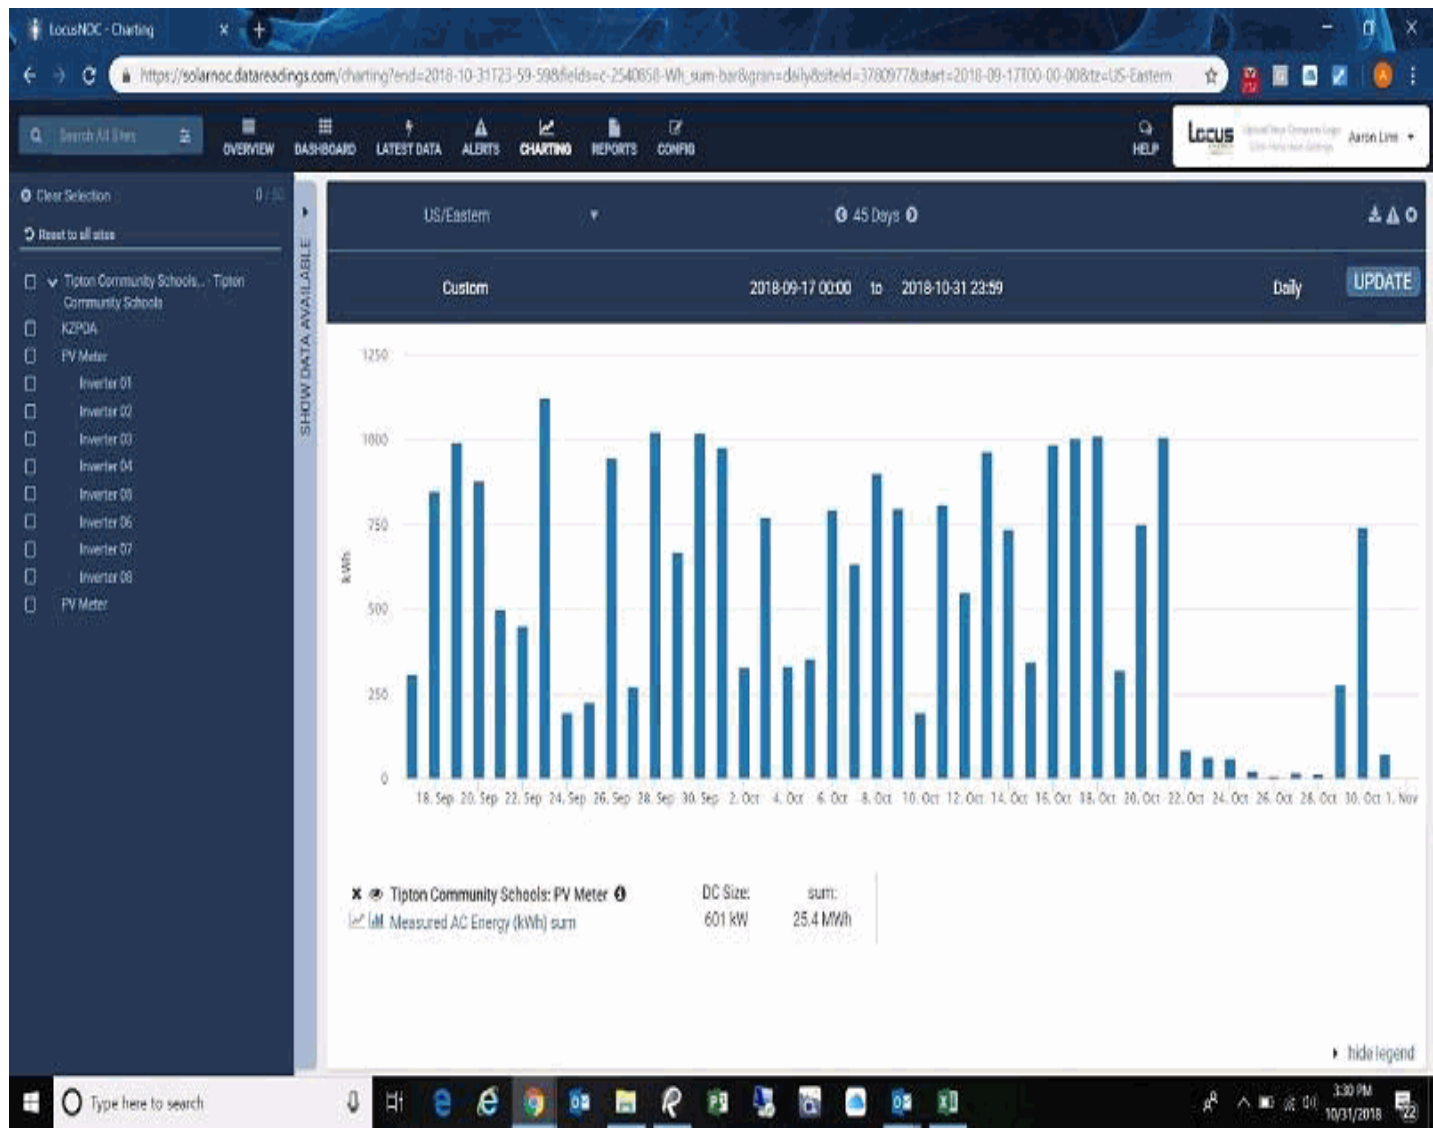 LocusNOC - Charting
https://solarnoc.datareadings.com/charting?end=2018-10-31T23-59-59&fields=c-2540658-Wh_sum-bar&gran=daily&siteId=3780977&start=2018-09-17T00-00-00&tz=US-Eastern
Search All Sites
OVERVIEW DASHBOARD LATEST DATA ALERTS CHARTING REPORTS CONFIG
HELP
Locus
Aaron Linn
Clear Selection 0 / 50
Reset to all sites
Tipton Community Schools... - Tipton
Community Schools
KZPDA
PV Meter
Inverter 01
Inverter 02
Inverter 03
Inverter 04
Inverter 05
Inverter 06
Inverter 07
Inverter 08
PV Meter
SHOW DATA AVAILABLE
US/Eastern 45 Days
Custom 2018-09-17 00:00 to 2018-10-31 23:59 Daily UPDATE
1250
1000
750
500
250
0
kWh
18. Sep 20. Sep 22. Sep 24. Sep 26. Sep 28. Sep 30. Sep 2. Oct 4. Oct 6. Oct 8. Oct 10. Oct 12. Oct 14. Oct 16. Oct 18. Oct 20. Oct 22. Oct 24. Oct 26. Oct 28. Oct 30. Oct 1. Nov
Tipton Community Schools: PV Meter DC Size: sum:
Measured AC Energy (kWh) sum 601 kW 25.4 MWh
hide legend
Type here to search
3:30 PM
10/31/2018
22